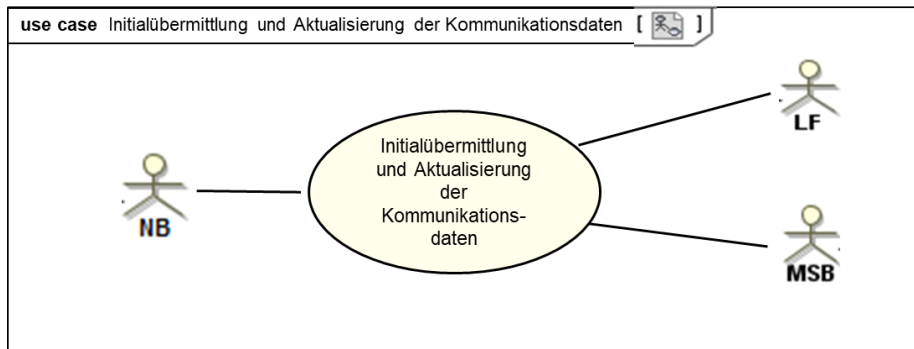 use case Initialübermittlung und Aktualisierung der Kommunikationsdaten [ ]
LF
Initialübermittlung
und Aktualisierung
der
Kommunikations-
daten
NB
MSB